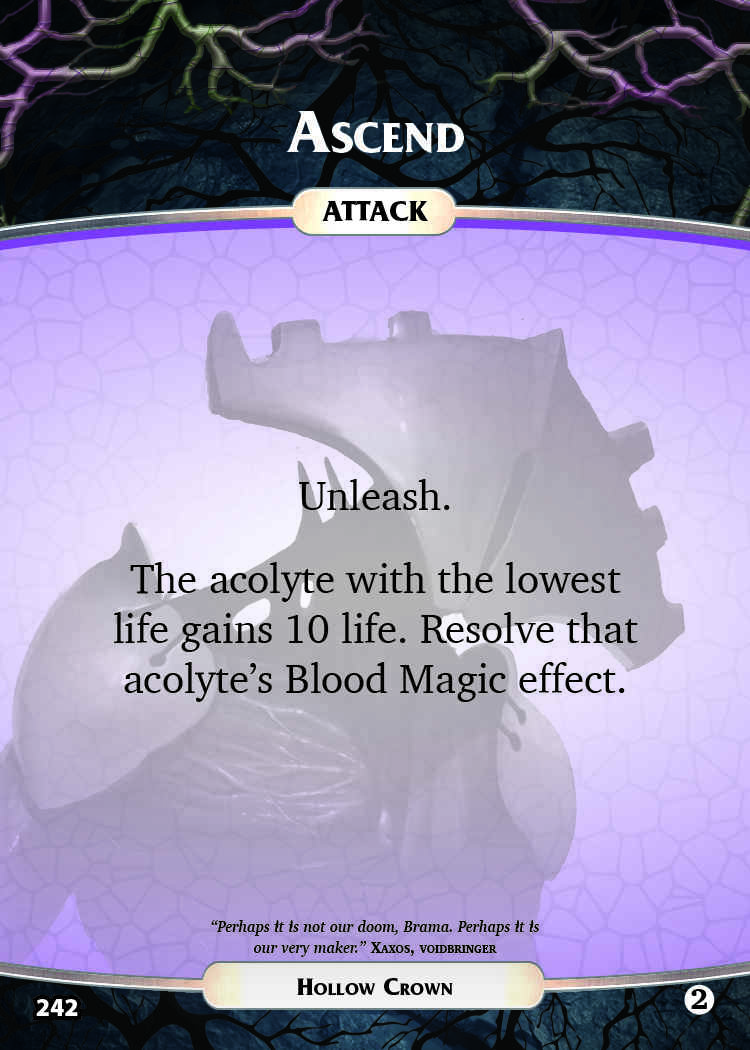 Ascend
ATTACK
Unleash.
The acolyte with the lowest
life gains 10 life. Resolve that
acolyte’s Blood Magic effect.
“Perhaps it is not our doom, Brama. Perhaps it is
our very maker.” Xaxos, voidbringer
Hollow Crown
242
2